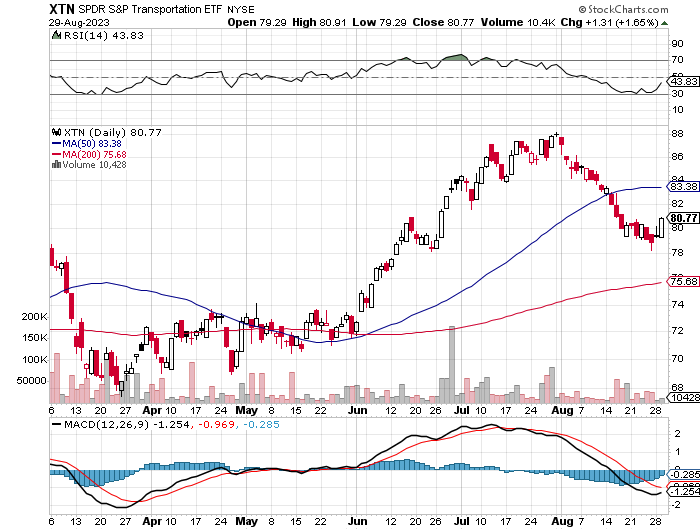 XTN SPDR S&P Transportation ETF NYSE © StockCharts.com
29-Aug-2023 Open 79.29 High 80.91 Low 79.29 Close 80.77 Volume 10.4K Chg +1.31 (+1.65%)
RSI(14) 43.83
90
70
50
43.83
30
10
XTN (Daily) 80.77
MA(50) 83.38
MA(200) 75.68
Volume 10,428
88
86
84
83.38
82
80.77
80
78
75.68
74
200K
72
150K
100K
70
50000
68
10428
6 13 20 27 Apr 10 17 24 May 8 15 22 Jun 12 20 26 Jul 10 17 24 Aug 7 14 21 28
MACD(12,26,9) -1.254, -0.969, -0.285
2
1
0
-0.285
-0.969
-1.254
-2
6 13 20 27 Apr 10 17 24 May 8 15 22 Jun 12 20 26 Jul 10 17 24 Aug 7 14 21 28